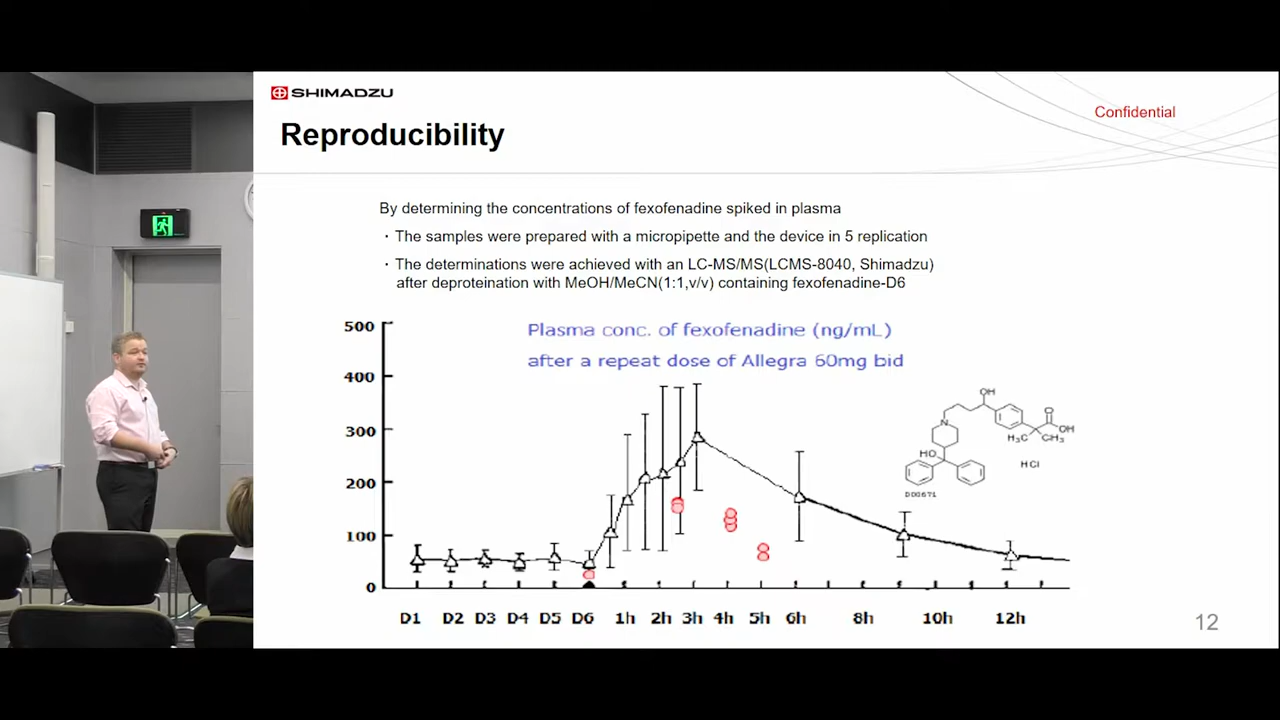 SHIMADZU
Confidential
Reproducibility
By determining the concentrations of fexofenadine spiked in plasma
・The samples were prepared with a micropipette and the device in 5 replication
・The determinations were achieved with an LC-MS/MS(LCMS-8040, Shimadzu)
after deproteination with MeOH/MeCN(1:1,v/v) containing fexofenadine-D6
Plasma conc. of fexofenadine (ng/mL)
after a repeat dose of Allegra 60mg bid
500
400
300
200
100
0
D1 D2 D3 D4 D5 D6 1h 2h 3h 4h 5h 6h 8h 10h 12h
OH
N
O
OH
H₃C CH₃
HO
HCl
12